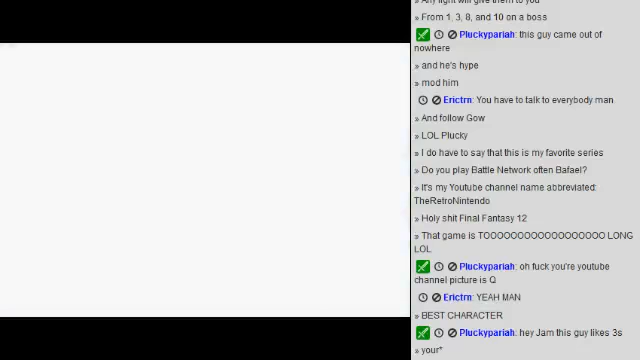 » Any fight will give them to you
» From 1, 3, 8, and 10 on a boss
Pluckypariah: this guy came out of
nowhere
» and he's hype
» mod him
Erictrn: You have to talk to everybody man
» And follow Gow
» LOL Plucky
» I do have to say that this is my favorite series
» Do you play Battle Network often Bafael?
» It's my Youtube channel name abbreviated:
TheRetroNintendo
» Holy shit Final Fantasy 12
» That game is TOOOOOOOOOOOOOOOOOO LONG
LOL
Pluckypariah: oh fuck you're youtube
channel picture is Q
Erictrn: YEAH MAN
» BEST CHARACTER
Pluckypariah: hey Jam this guy likes 3s
» your*